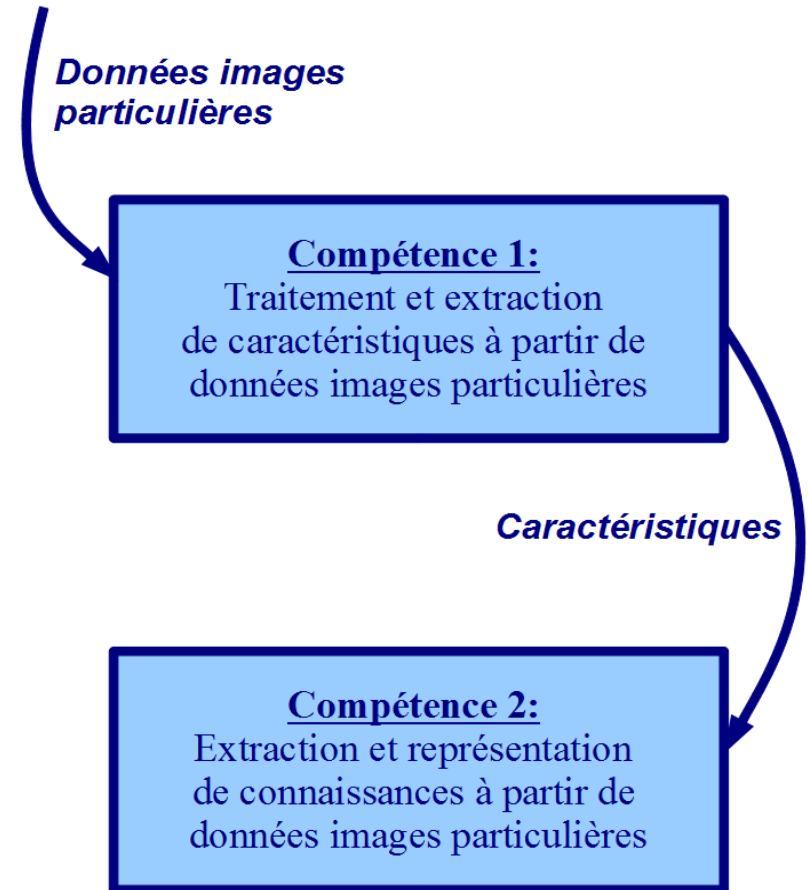 Données images
particulières
Compétence 1:
Traitement et extraction
de caractéristiques à partir de
données images particulières
Caractéristiques
Compétence 2:
Extraction et représentation
de connaissances à partir de
données images particulières